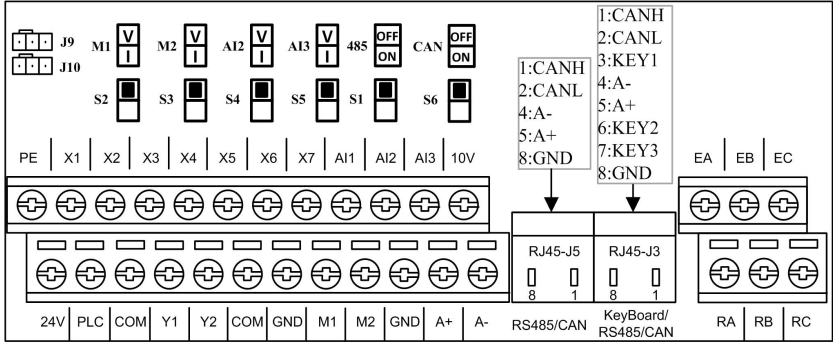 J9
J10
M1 V I
M2 V I
AI2 V I
AI3 V I
485 OFF ON
CAN OFF ON
S2 S3 S4 S5 S1 S6
1:CANH
2:CANL
4:A-
5:A+
8:GND
1:CANH
2:CANL
3:KEY1
4:A-
5:A+
6:KEY2
7:KEY3
8:GND
PE X1 X2 X3 X4 X5 X6 X7 AI1 AI2 AI3 10V
EA EB EC
RJ45-J5
8 1
RJ45-J3
8 1
24V PLC COM Y1 Y2 COM GND M1 M2 GND A+ A-
RS485/CAN
KeyBoard/
RS485/CAN
RA RB RC